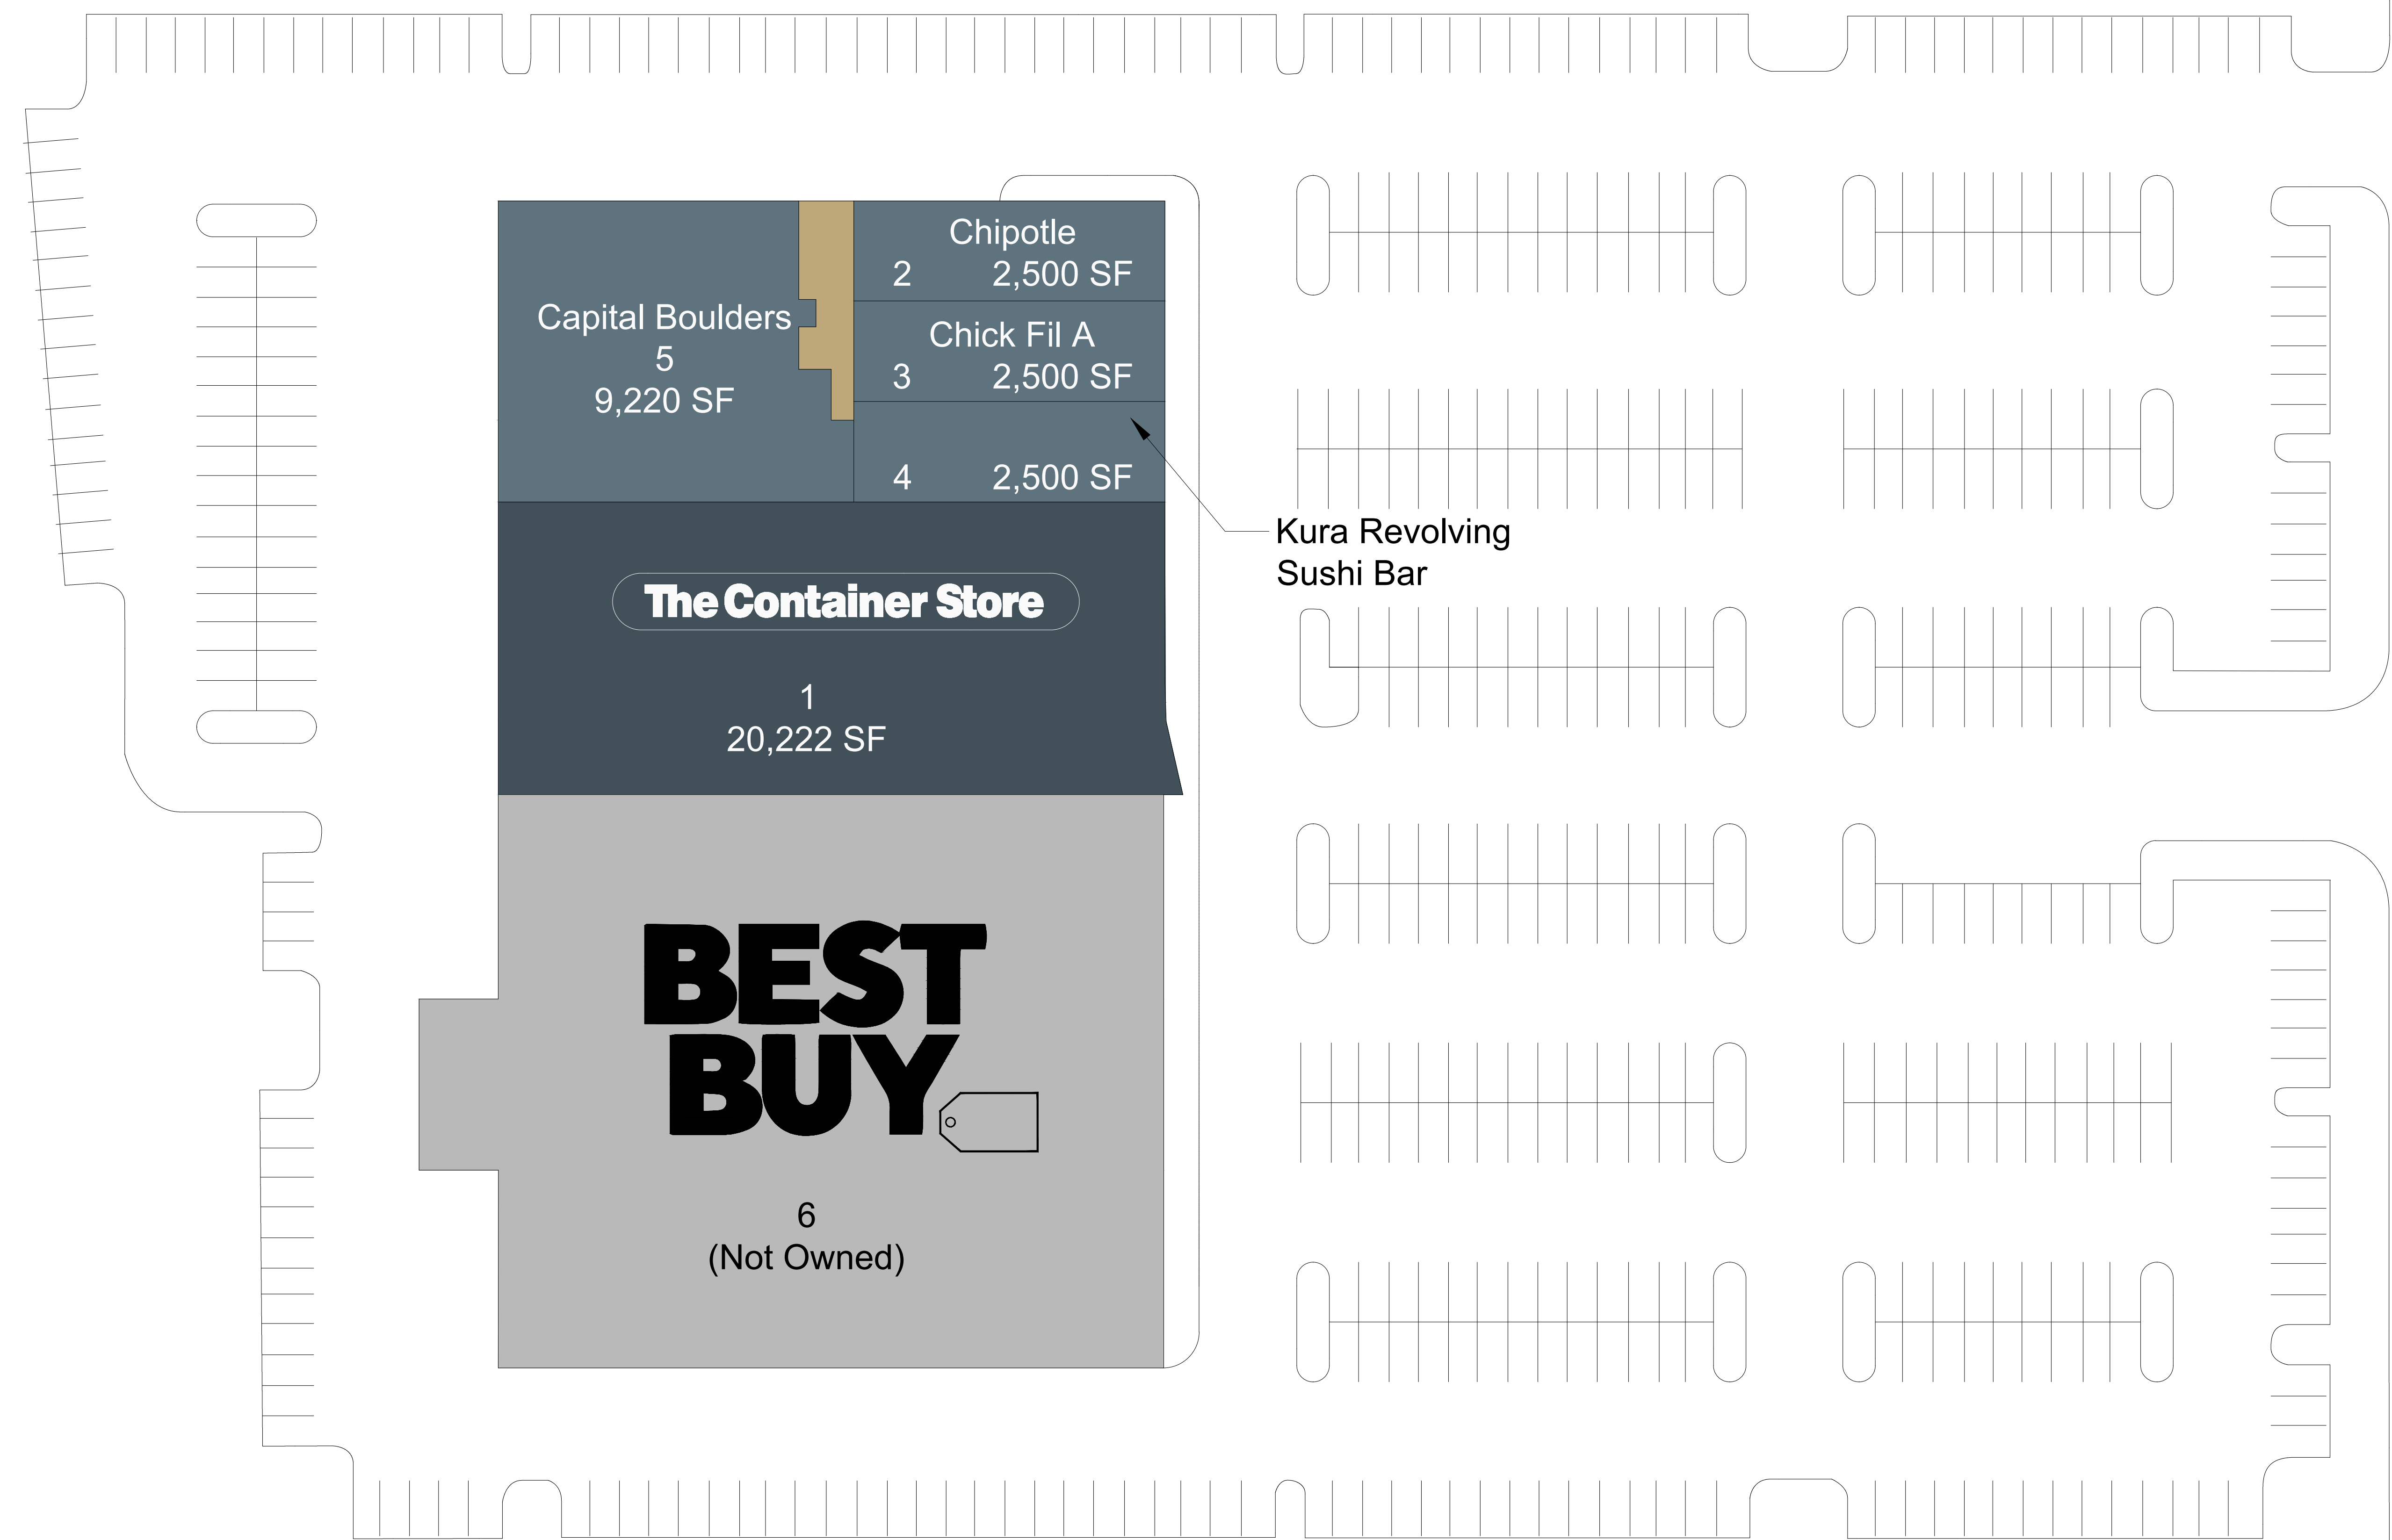 Chipotle
2 2,500 SF
Chick Fil A
3 2,500 SF
4 2,500 SF
Capital Boulders
5
9,220 SF
Kura Revolving
Sushi Bar
The Container Store
1
20,222 SF
BEST
BUY
6
(Not Owned)